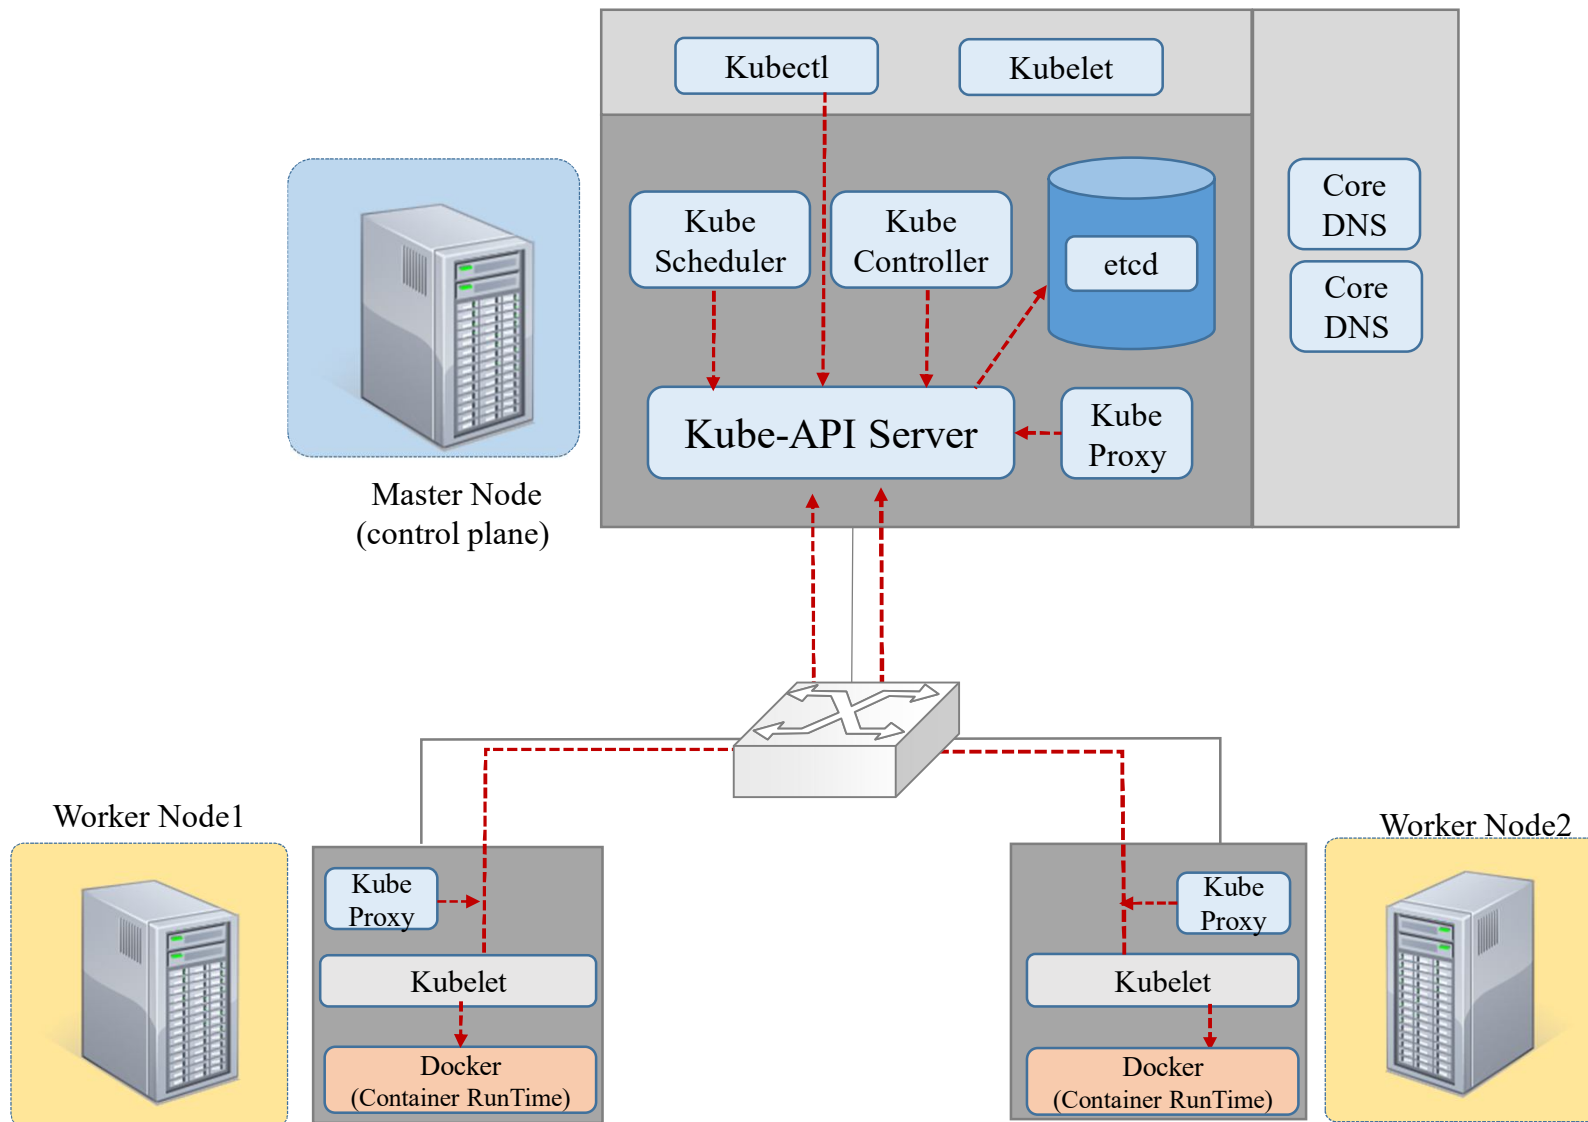 Kubectl
Kubelet
Kube
Scheduler
Kube
Controller
etcd
Core
DNS
Core
DNS
Kube-API Server
Kube
Proxy
Master Node
(control plane)
Worker Node1
Kube
Proxy
Kubelet
Docker
(Container RunTime)
Worker Node2
Kube
Proxy
Kubelet
Docker
(Container RunTime)